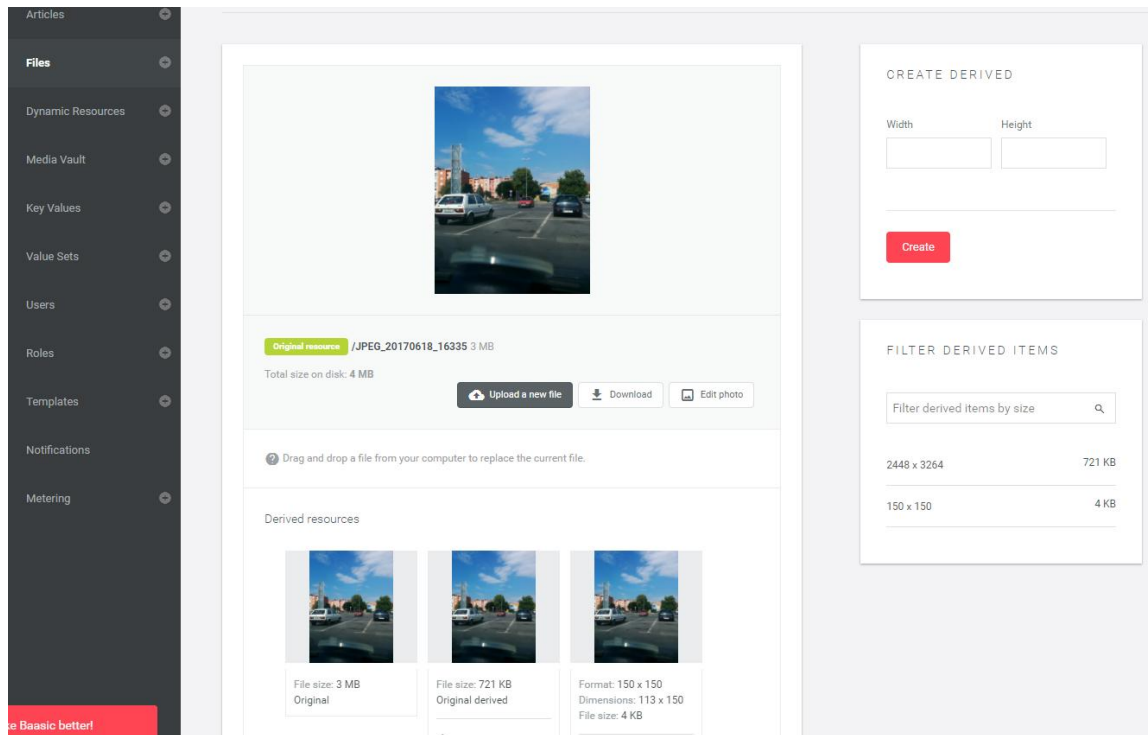 Articles
Files
Dynamic Resources
Media Vault
Key Values
Value Sets
Users
Roles
Templates
Notifications
Metering
ke Baasic better!
Original resource /JPEG_20170618_16335 3 MB
Total size on disk: 4 MB
Upload a new file Download Edit photo
Drag and drop a file from your computer to replace the current file.
Derived resources
File size: 3 MB
Original
File size: 721 KB
Original derived
Format: 150 x 150
Dimensions: 113 x 150
File size: 4 KB
CREATE DERIVED
Width Height
Create
FILTER DERIVED ITEMS
Filter derived items by size
2448 x 3264 721 KB
150 x 150 4 KB